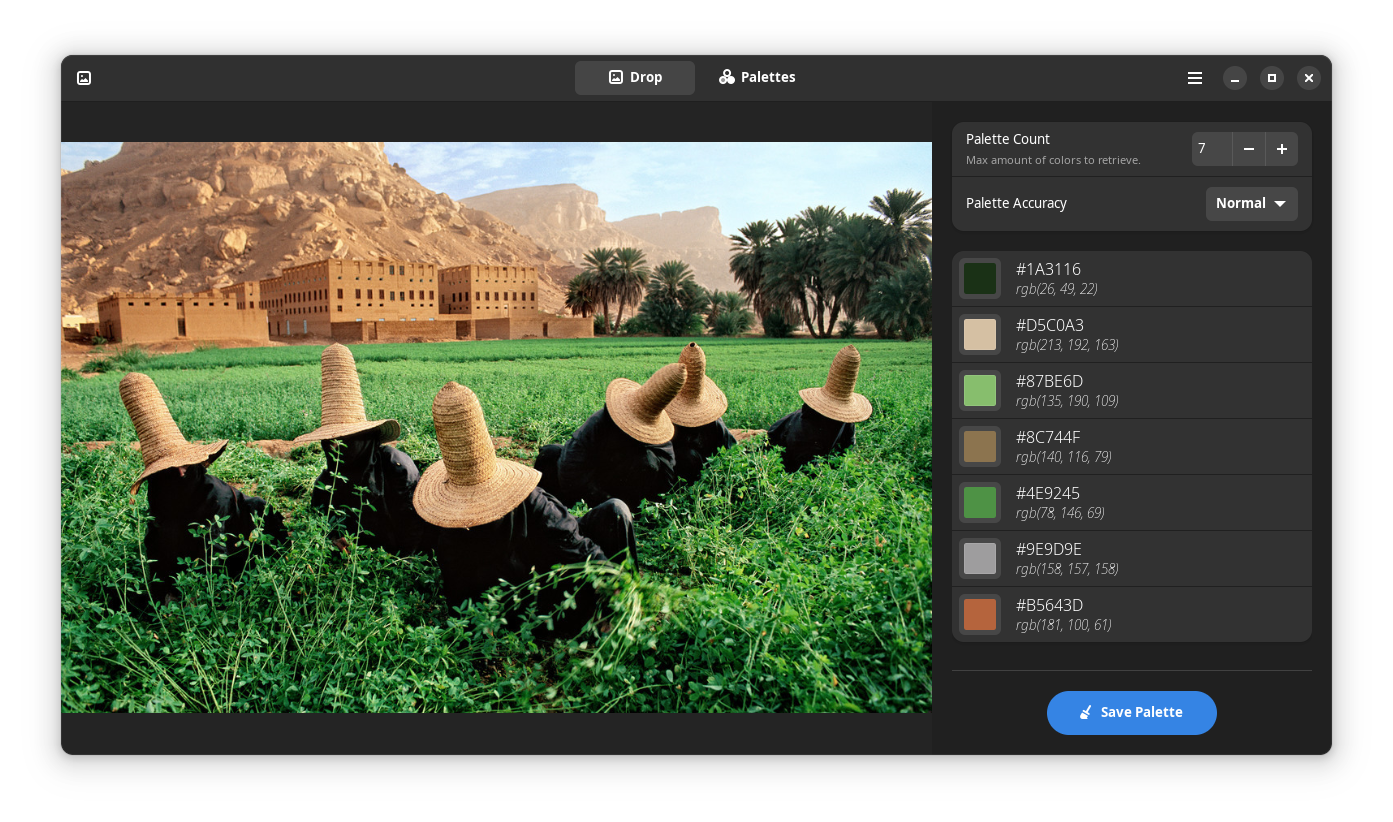 Drop
Palettes
Palette Count
Max amount of colors to retrieve.
7
Palette Accuracy
Normal
#1A3116
rgb(26, 49, 22)
#D5C0A3
rgb(213, 192, 163)
#87BE6D
rgb(135, 190, 109)
#8C744F
rgb(140, 116, 79)
#4E9245
rgb(78, 146, 69)
#9E9D9E
rgb(158, 157, 158)
#B5643D
rgb(181, 100, 61)
Save Palette